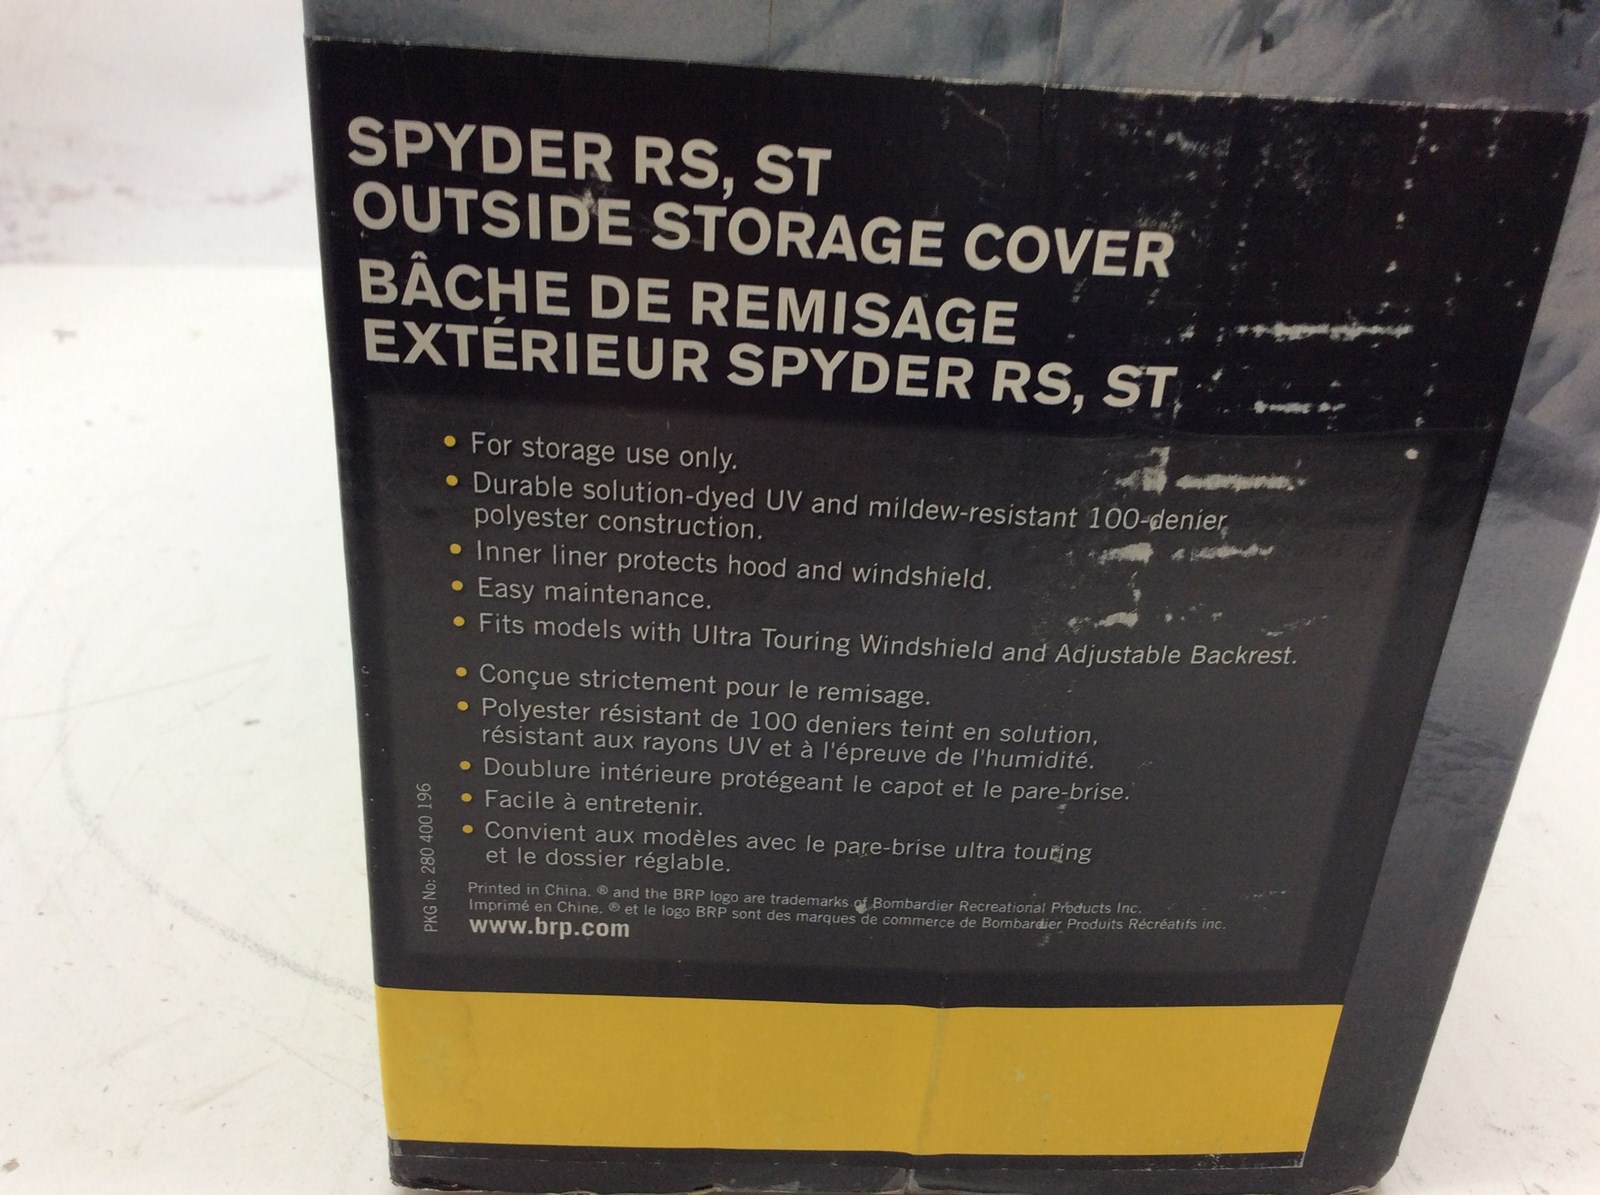 SPYDER RS, ST
OUTSIDE STORAGE COVER
BÂCHE DE REMISAGE
EXTÉRIEUR SPYDER RS, ST
• For storage use only.
• Durable solution-dyed UV and mildew-resistant 100-denier
polyester construction.
• Inner liner protects hood and windshield.
• Easy maintenance.
• Fits models with Ultra Touring Windshield and Adjustable Backrest.
• Conçue strictement pour le remisage.
• Polyester résistant de 100 deniers teint en solution,
résistant aux rayons UV et à l'épreuve de l'humidité.
• Doublure intérieure protégeant le capot et le pare-brise.
• Facile à entretenir.
• Convient aux modèles avec le pare-brise ultra touring
et le dossier réglable.
Printed in China. ® and the BRP logo are trademarks of Bombardier Recreational Products Inc.
Imprimé en Chine. ® et le logo BRP sont des marques de commerce de Bombardier Produits Récréatifs inc.
www.brp.com
PKG No: 280 400 196